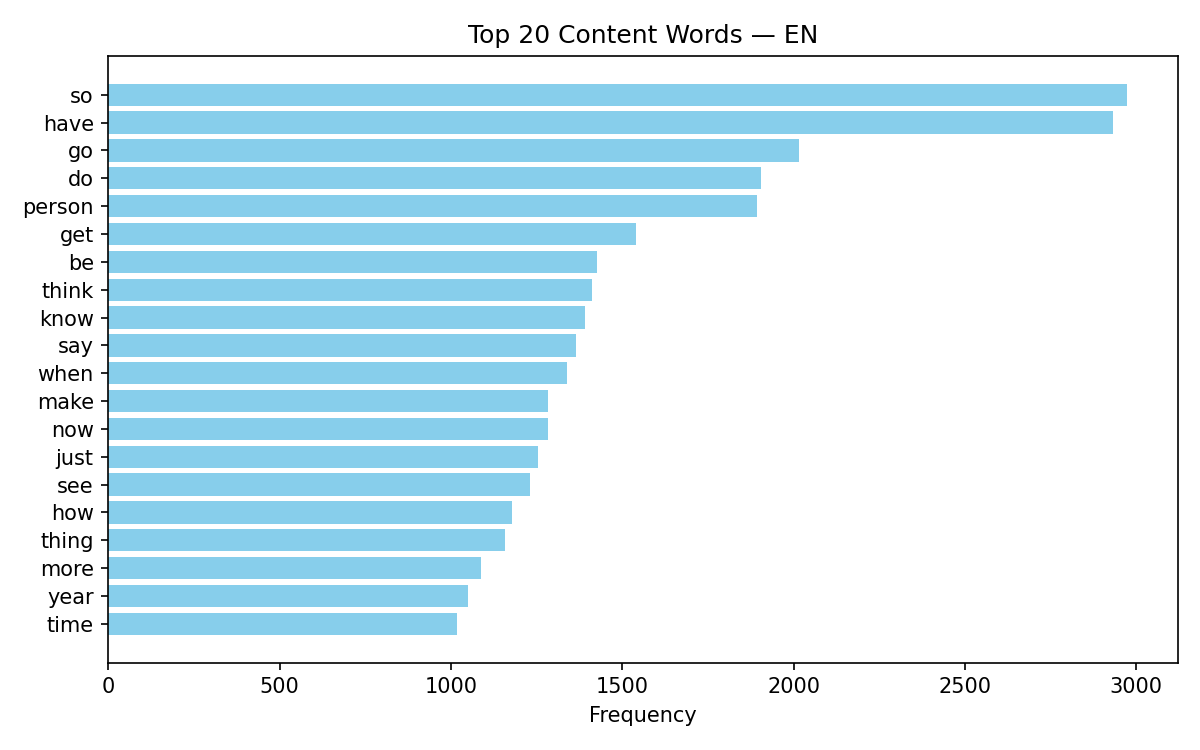 Top 20 Content Words — EN
so
have
go
do
person
get
be
think
know
say
when
make
now
just
see
how
thing
more
year
time
0 500 1000 1500 2000 2500 3000
Frequency